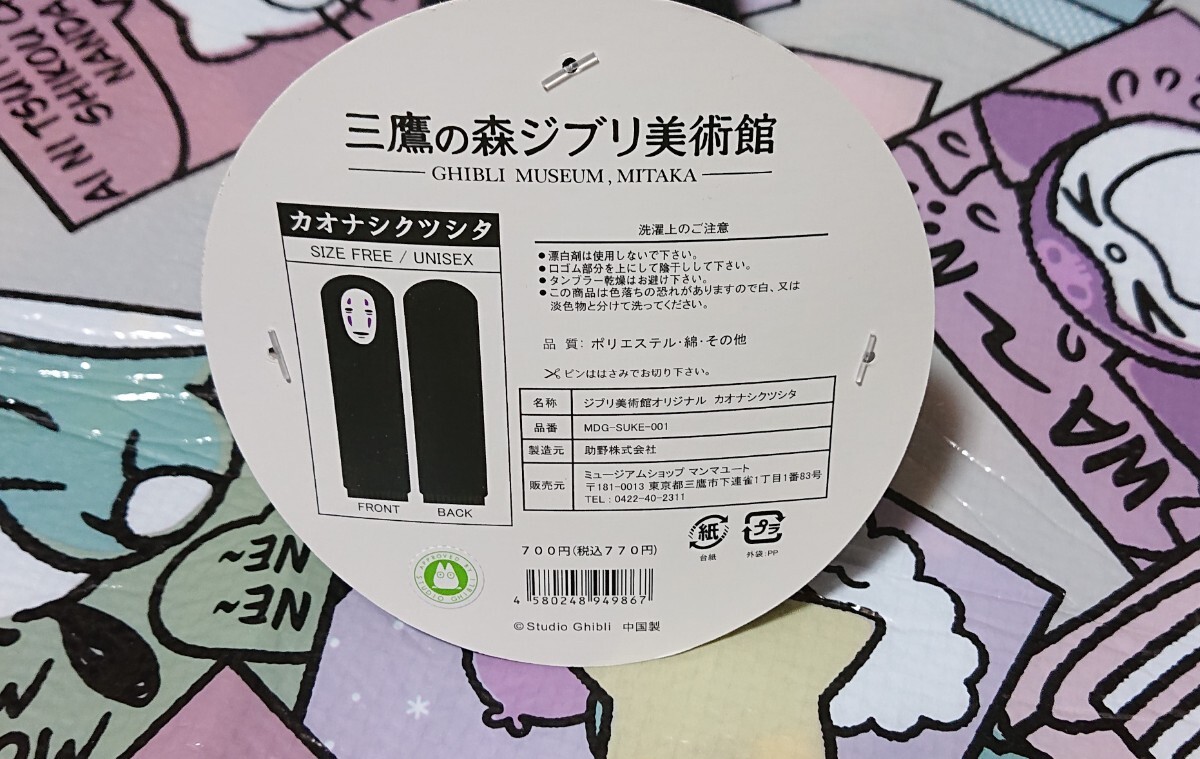 三鷹の森ジブリ美術館
GHIBLI MUSEUM, MITAKA
カオナシクツシタ
SIZE FREE / UNISEX
FRONT
BACK
洗濯上のご注意
●漂白剤は使用しないで下さい。
●口ゴム部分を上にして陰干しして下さい。
●タンブラー乾燥はお避け下さい。
●この商品は色落ちの恐れがありますので白、又は
淡色物と分けて洗ってください。
品 質: ポリエステル・綿・その他
ピンははさみでお切り下さい。
名称 ジブリ美術館オリジナル カオナシクツシタ
品番 MDG-SUKE-001
製造元 助野株式会社
販売元 ミュージアムショップ マンマユート
〒181-0013 東京都三鷹市下連雀1丁目1番83号
TEL: 0422-40-2311
700円(税込770円)
紙
台紙
プラ
外袋:PP
4 580248 949867
©Studio Ghibli 中国製
AI NI TSUI
SHIKOU
NANDA
WA
NE~
NE~